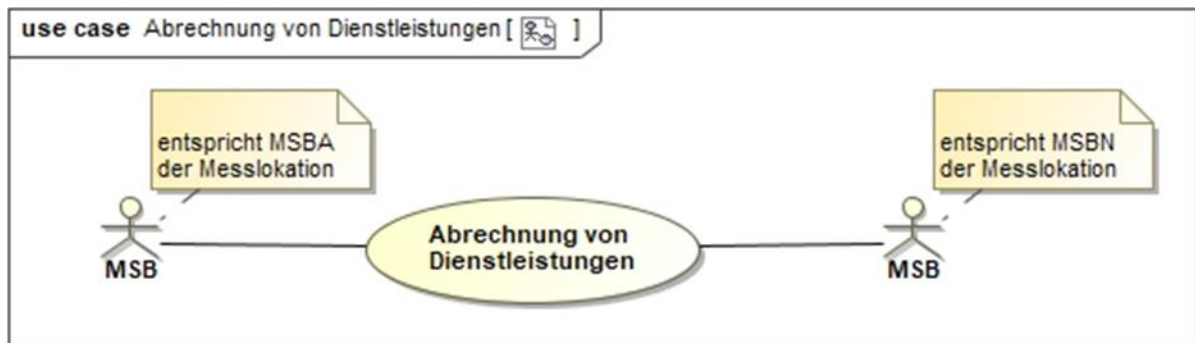 use case Abrechnung von Dienstleistungen [ ]
entspricht MSBA
der Messlokation
entspricht MSBN
der Messlokation
Abrechnung von
Dienstleistungen
MSB
MSB